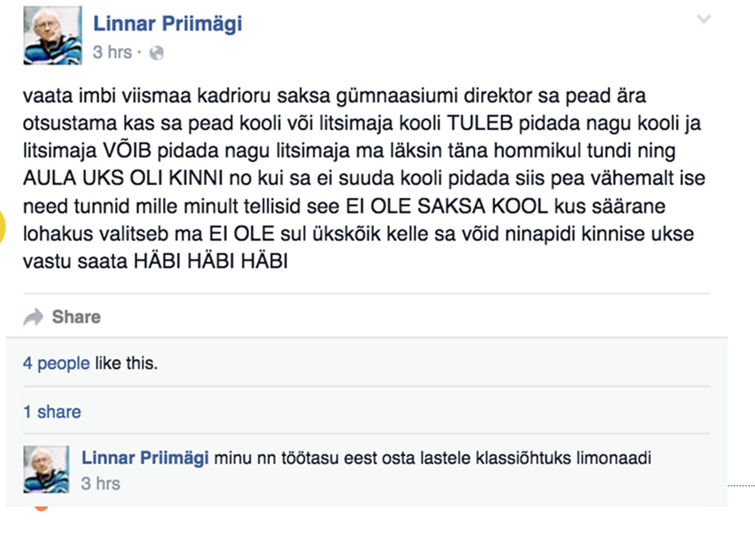 Linnar Priimägi
3 hrs ·
vaata imbi viismaa kadrioru saksa gümnaasiumi direktor sa pead ära
otsustama kas sa pead kooli või litsimaja kooli TULEB pidada nagu kooli ja
litsimaja VÕIB pidada nagu litsimaja ma läksin täna hommikul tundi ning
AULA UKS OLI KINNI no kui sa ei suuda kooli pidada siis pea vähemalt ise
need tunnid mille minult tellisid see EI OLE SAKSA KOOL kus säärane
lohakus valitseb ma EI OLE sul ükskõik kelle sa võid ninapidi kinnise ukse
vastu saata HÄBI HÄBI HÄBI
Share
4 people like this.
1 share
Linnar Priimägi minu nn töötasu eest osta lastele klassiõhtuks limonaadi
3 hrs